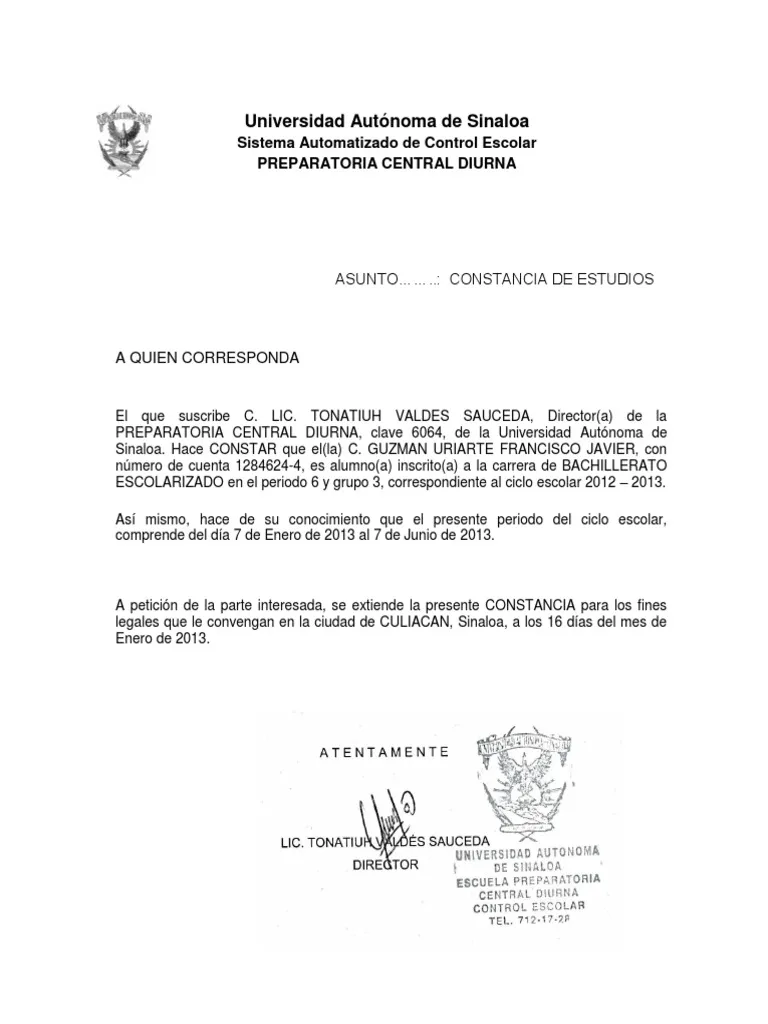 Universidad Autónoma de Sinaloa
Sistema Automatizado de Control Escolar
PREPARATORIA CENTRAL DIURNA
ASUNTO... ... ..: CONSTANCIA DE ESTUDIOS
A QUIEN CORRESPONDA
El que suscribe C. LIC. TONATIUH VALDES SAUCEDA, Director(a) de la
PREPARATORIA CENTRAL DIURNA, clave 6064, de la Universidad Autónoma de
Sinaloa. Hace CONSTAR que el(la) C. GUZMAN URIARTE FRANCISCO JAVIER, con
número de cuenta 1284624-4, es alumno(a) inscrito(a) a la carrera de BACHILLERATO
ESCOLARIZADO en el periodo 6 y grupo 3, correspondiente al ciclo escolar 2012 – 2013.
Así mismo, hace de su conocimiento que el presente periodo del ciclo escolar,
comprende del día 7 de Enero de 2013 al 7 de Junio de 2013.
A petición de la parte interesada, se extiende la presente CONSTANCIA para los fines
legales que le convengan en la ciudad de CULIACAN, Sinaloa, a los 16 días del mes de
Enero de 2013.
ATENTAMENTE
LIC. TONATIUH VALDÉS SAUCEDA
DIRECTOR
UNIVERSIDAD AUTONOMA
DE SINALOA
ESCUELA PREPARATORIA
CENTRAL DIURNA
CONTROL ESCOLAR
TEL. 712-17-28